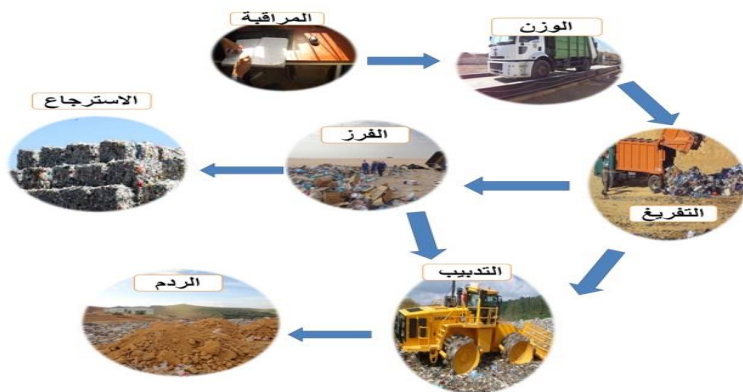 المراقبة
الوزن
الاسترجاع
الفرز
التفريغ
التدبيب
الردم